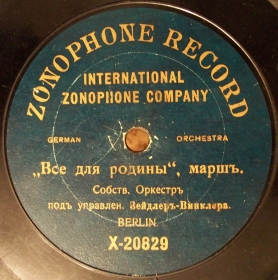 ZONOPHONE RECORD
INTERNATIONAL
ZONOPHONE COMPANY
GERMAN ORCHESTRA
„Все для родины“, маршъ.
Собств. Оркестръ
подъ управлен. Зейдлеръ-Винклера.
BERLIN
X-20829